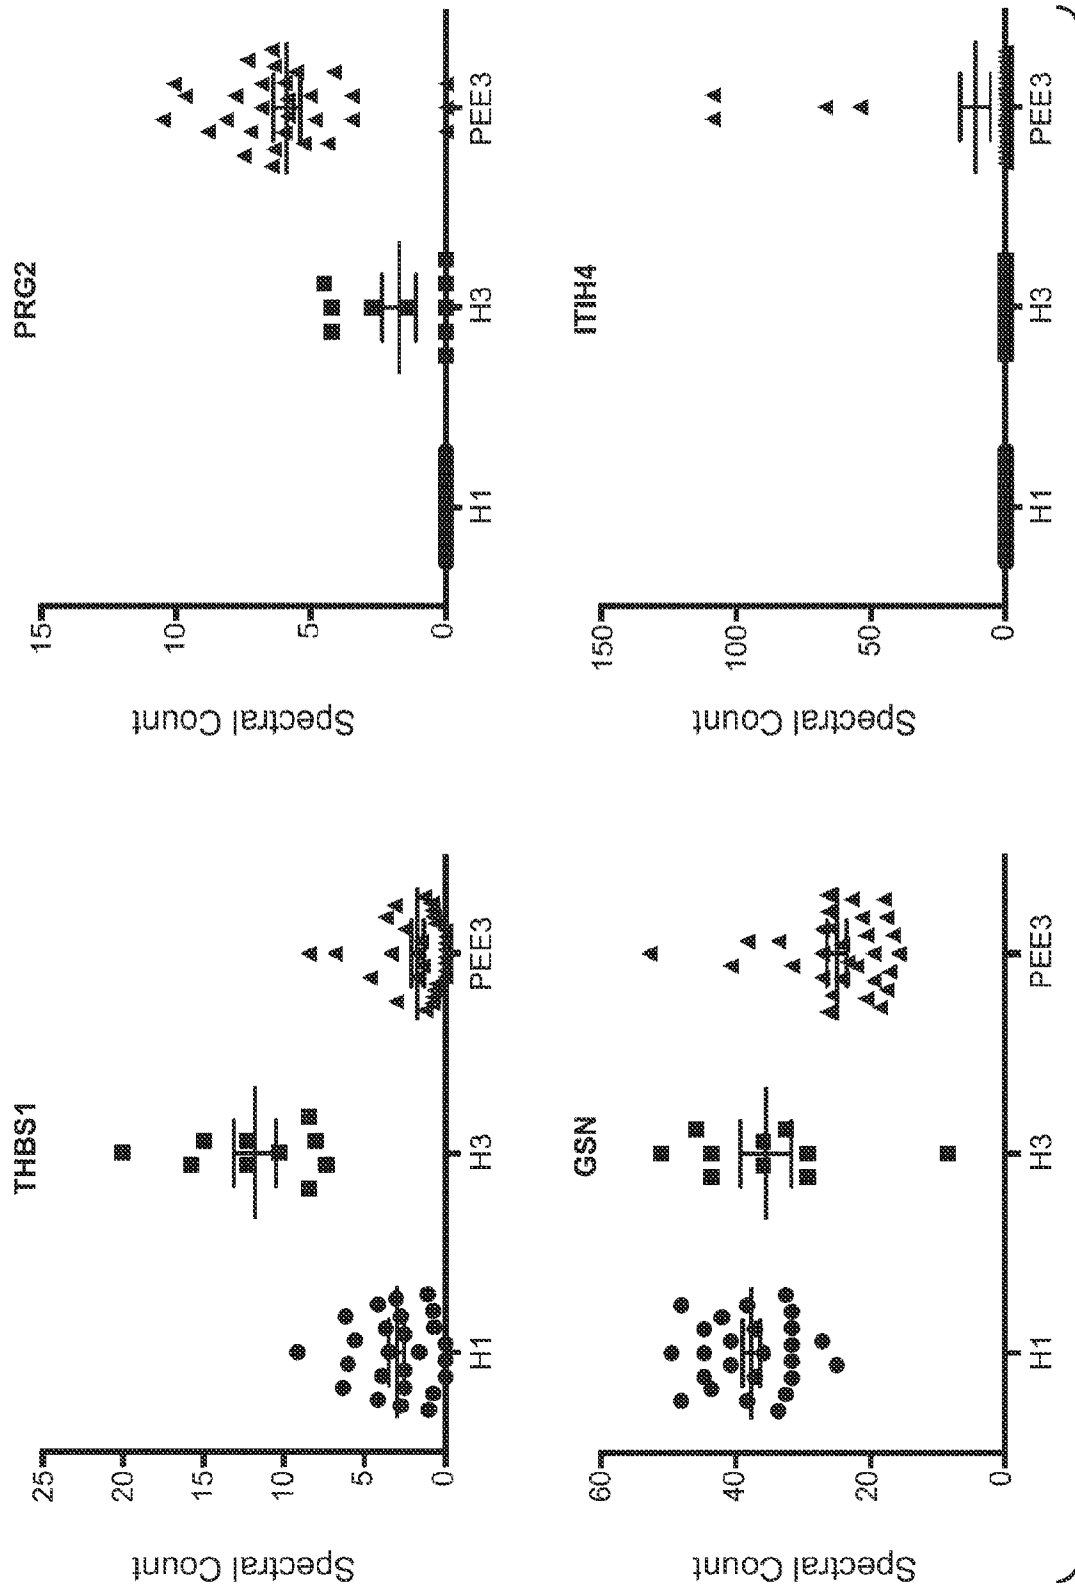 THBS1
Spectral Count
25
20
15
10
5
0
H1
H3
PEE3
PRG2
Spectral Count
15
10
5
0
H1
H3
PEE3
GSN
Spectral Count
60
40
20
0
H1
H3
PEE3
ITIH4
Spectral Count
150
100
50
0
H1
H3
PEE3